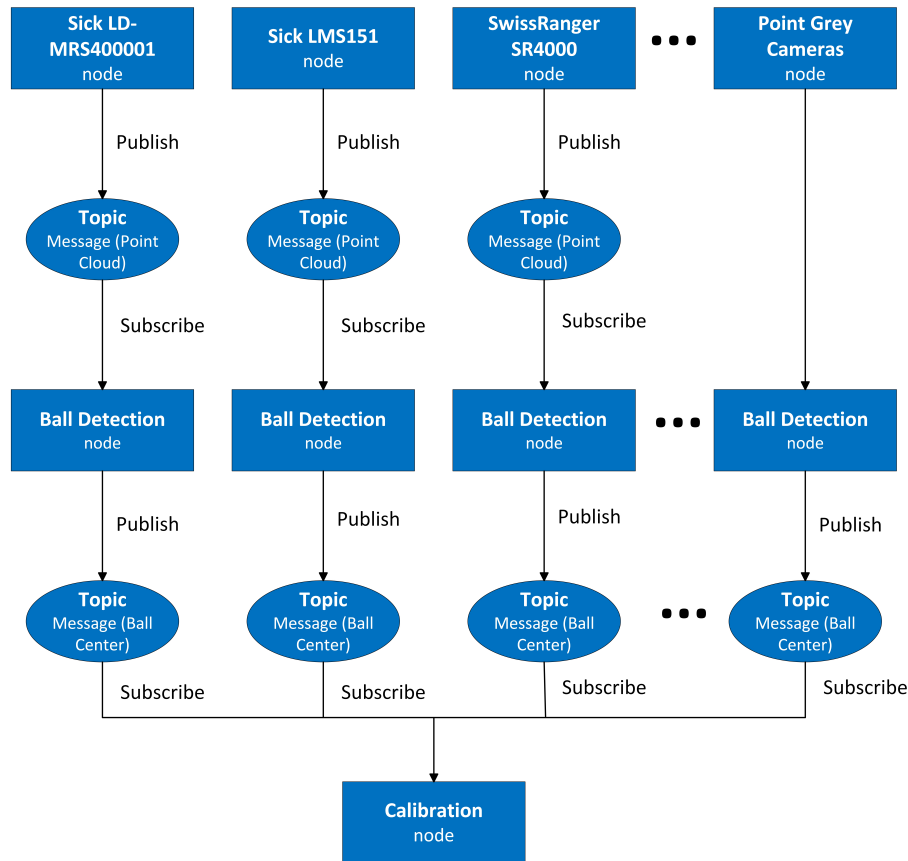 Sick LD-
MRS400001
node
Sick LMS151
node
SwissRanger
SR4000
node
Point Grey
Cameras
node
Publish
Publish
Publish
Topic
Message (Point
Cloud)
Topic
Message (Point
Cloud)
Topic
Message (Point
Cloud)
Subscribe
Subscribe
Subscribe
Ball Detection
node
Ball Detection
node
Ball Detection
node
Ball Detection
node
Publish
Publish
Publish
Publish
Topic
Message (Ball
Center)
Topic
Message (Ball
Center)
Topic
Message (Ball
Center)
Topic
Message (Ball
Center)
Subscribe
Subscribe
Subscribe
Subscribe
Calibration
node